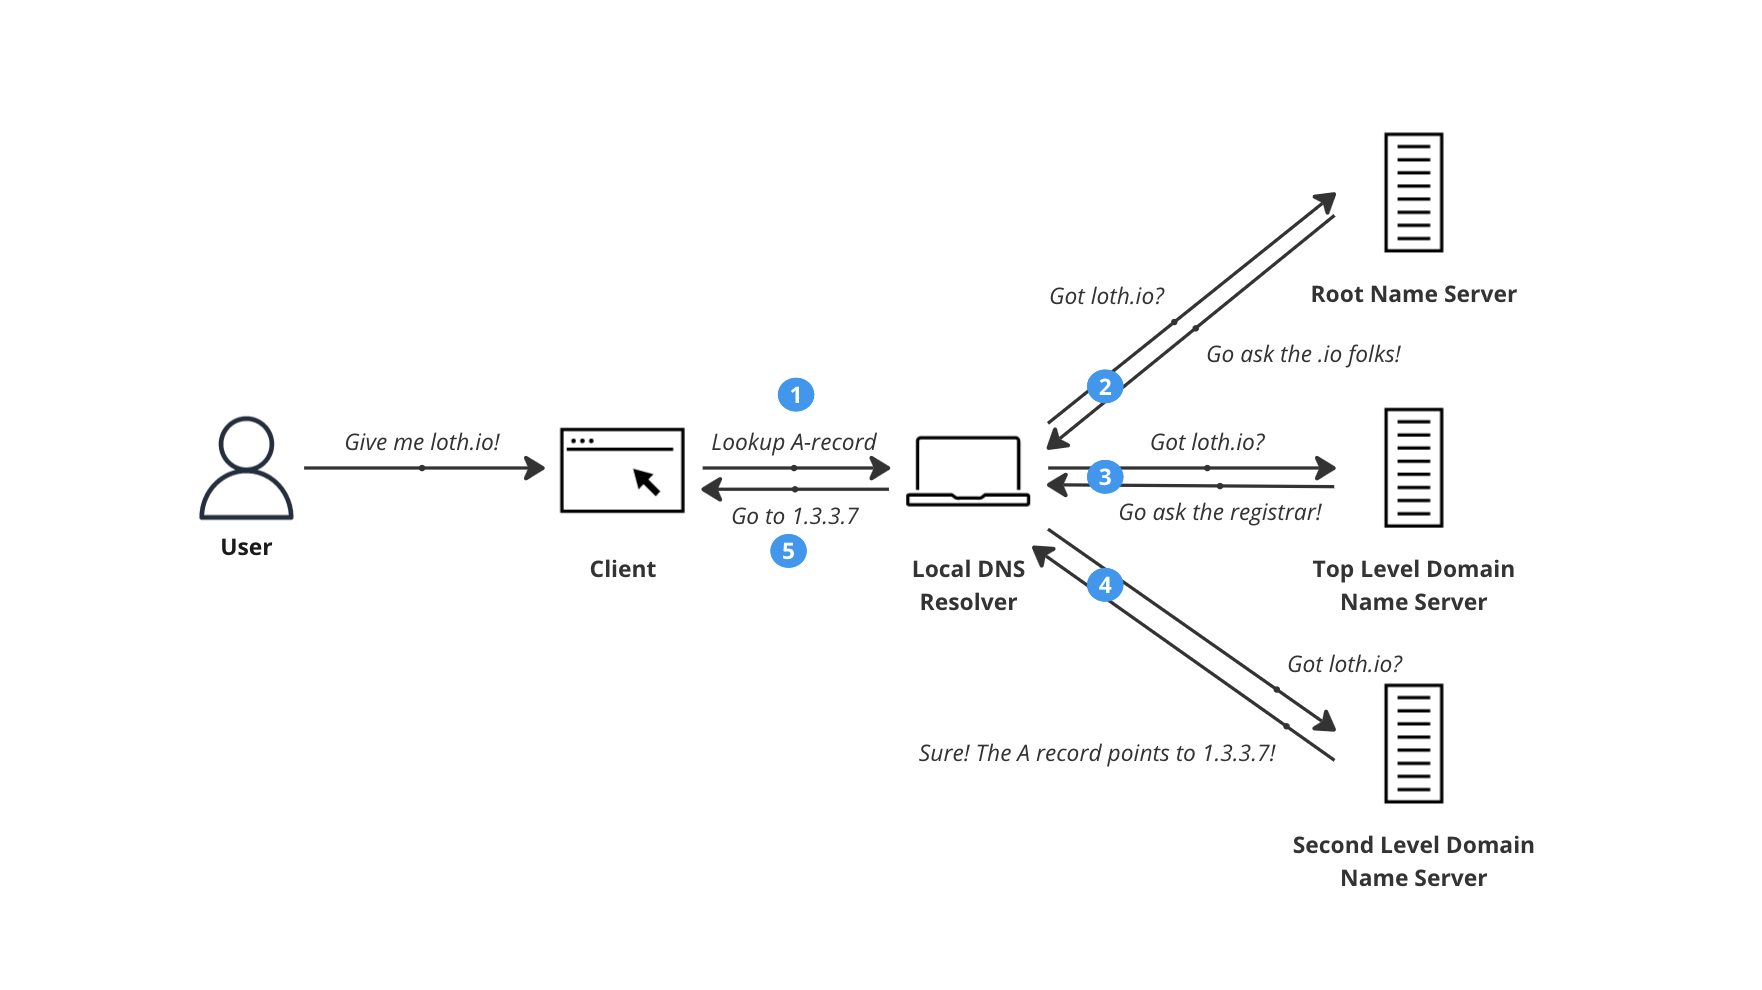 Give me loth.io!
User
Client
1
Lookup A-record
Go to 1.3.3.7
5
Local DNS
Resolver
Got loth.io?
Go ask the .io folks!
2
Root Name Server
Got loth.io?
3
Go ask the registrar!
Top Level Domain
Name Server
4
Got loth.io?
Sure! The A record points to 1.3.3.7!
Second Level Domain
Name Server